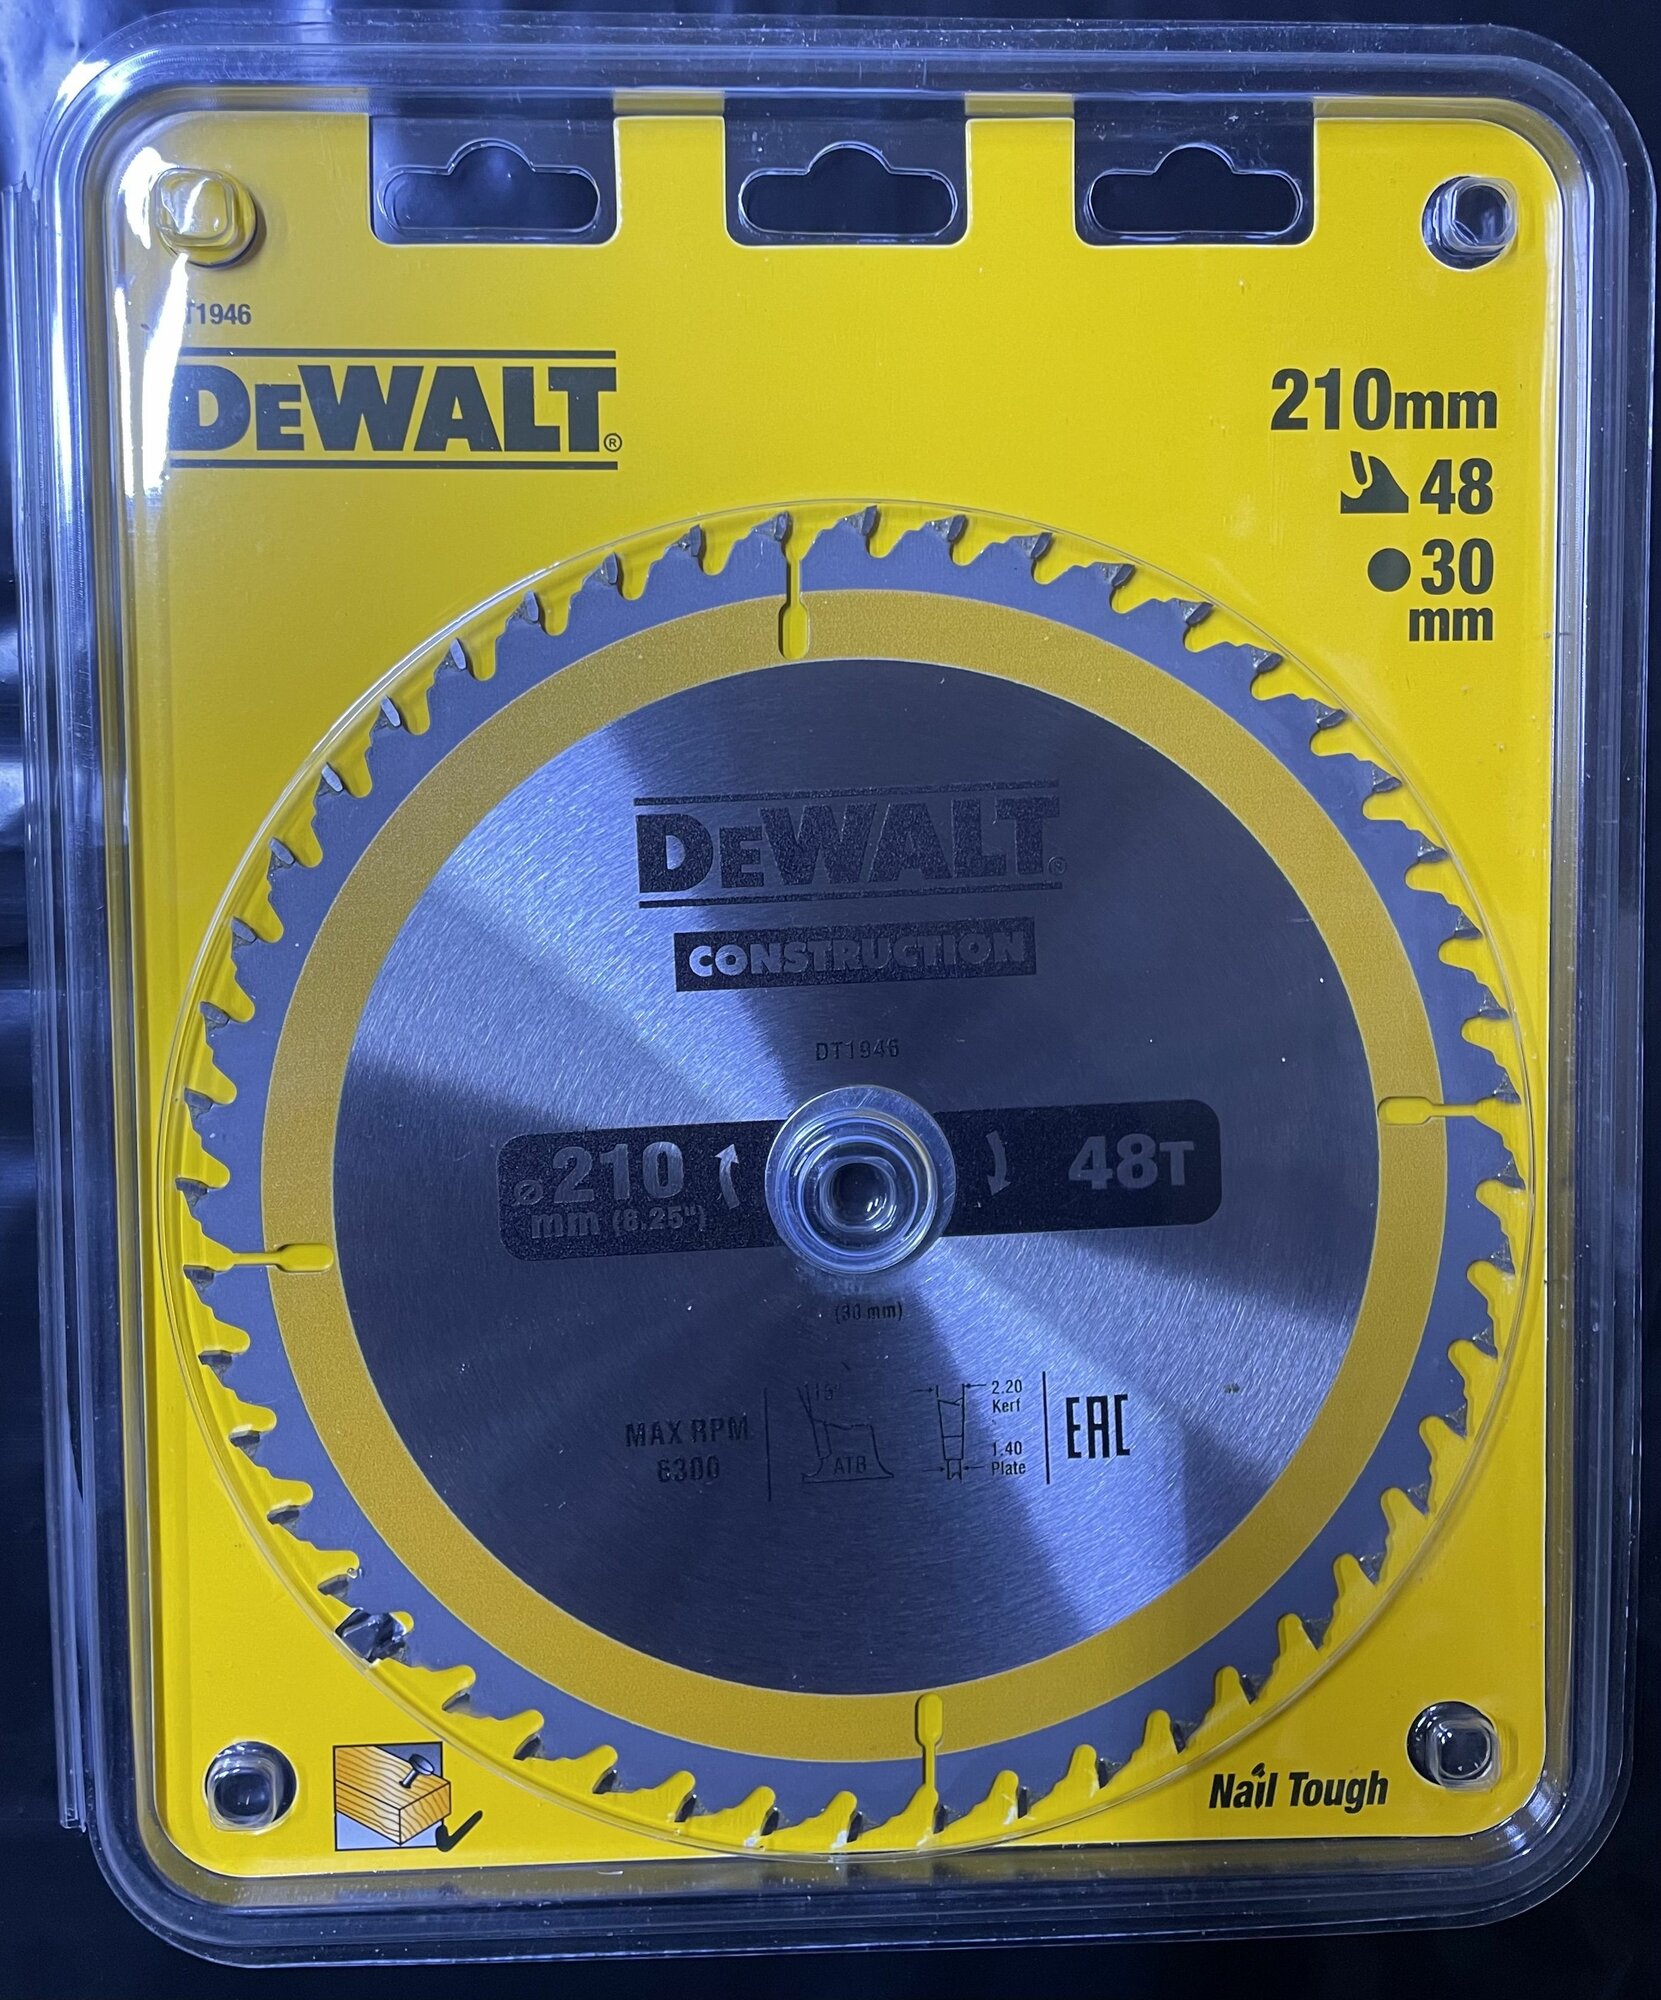 T1946
DEWALT®
210mm
48
30
mm
DEWALT®
CONSTRUCTION
DT1946
⌀210
mm (8.25")
48T
(30 mm)
MAX RPM
6300
ATB
2.20
Kerf
1.40
Plate
EAC
Nail Tough